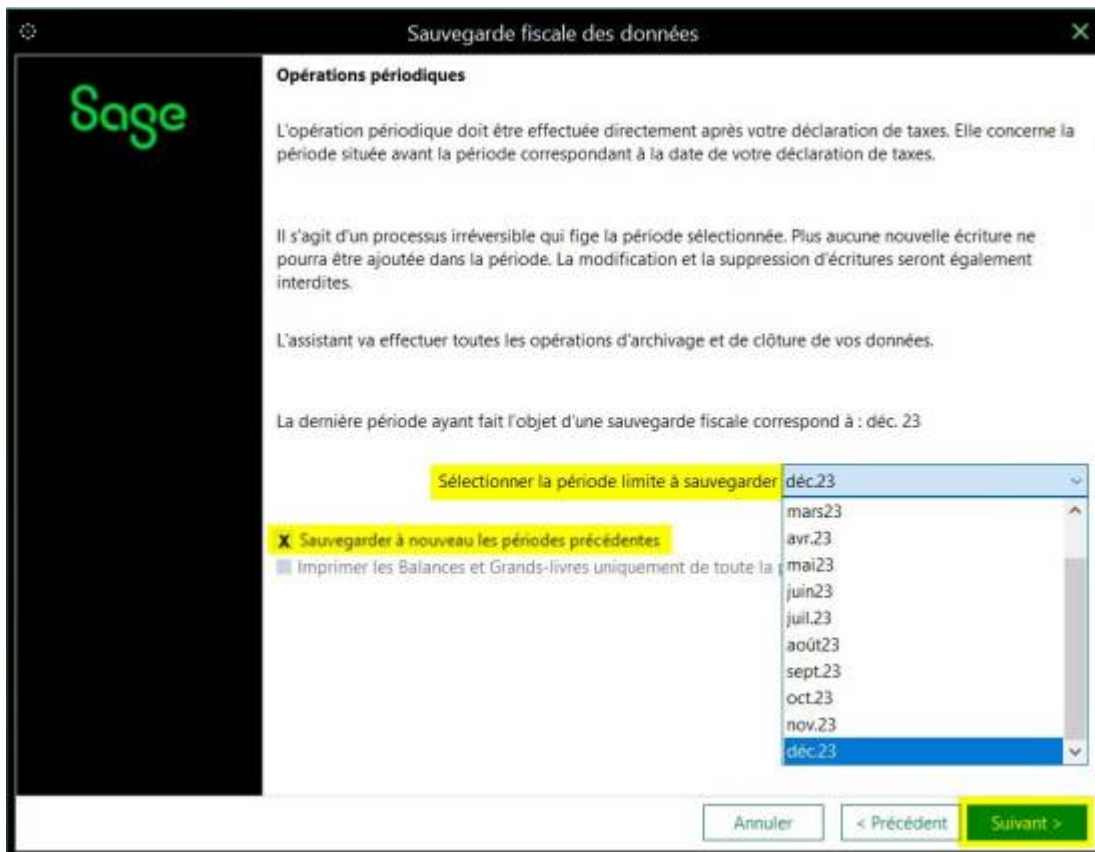 Sauvegarde fiscale des données
Sage
Opérations périodiques
L'opération périodique doit être effectuée directement après votre déclaration de taxes. Elle concerne la
période située avant la période correspondant à la date de votre déclaration de taxes.
Il s'agit d'un processus irréversible qui fige la période sélectionnée. Plus aucune nouvelle écriture ne
pourra être ajoutée dans la période. La modification et la suppression d'écritures seront également
interdites.
L'assistant va effectuer toutes les opérations d'archivage et de clôture de vos données.
La dernière période ayant fait l'objet d'une sauvegarde fiscale correspond à : déc. 23
Sélectionner la période limite à sauvegarder déc.23
mars23
X Sauvegarder à nouveau les périodes précédentes
avr.23
Imprimer les Balances et Grands-livres uniquement de toute la
mai23
juin23
juil.23
août23
sept.23
oct.23
nov.23
déc.23
Annuler
< Précédent
Suivant >